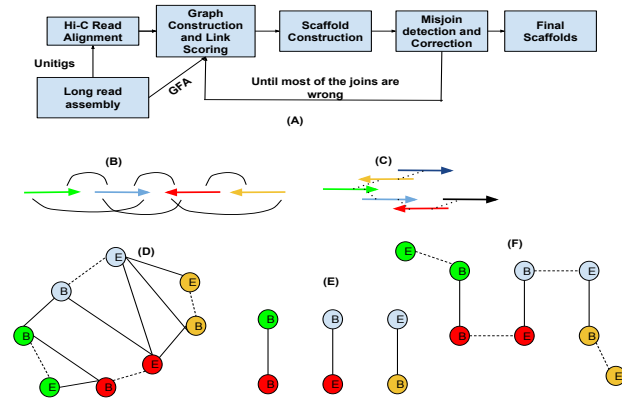 Hi-C Read
Alignment
Graph
Construction
and Link
Scoring
Scaffold
Construction
Misjoin
detection and
Correction
Final
Scaffolds
Unitigs
Long read
assembly
GFA
Until most of the joins are
wrong
(A)
(B)
(C)
(D)
E
B
E
B
B
E
B
E
(E)
B
B
E
R
E
B
(F)
E
B
B
E
B
E
B
E